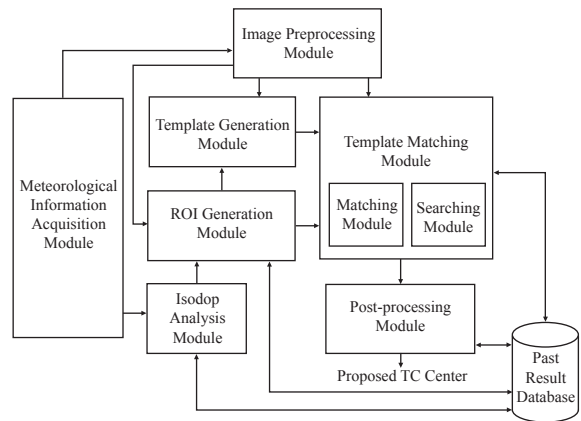 Image Preprocessing
Module
Template Generation
Module
Template Matching
Module
Meteorological
Information
Acquisition
Module
ROI Generation
Module
Matching
Module
Searching
Module
Isodop
Analysis
Module
Post-processing
Module
Proposed TC Center
Past
Result
Database